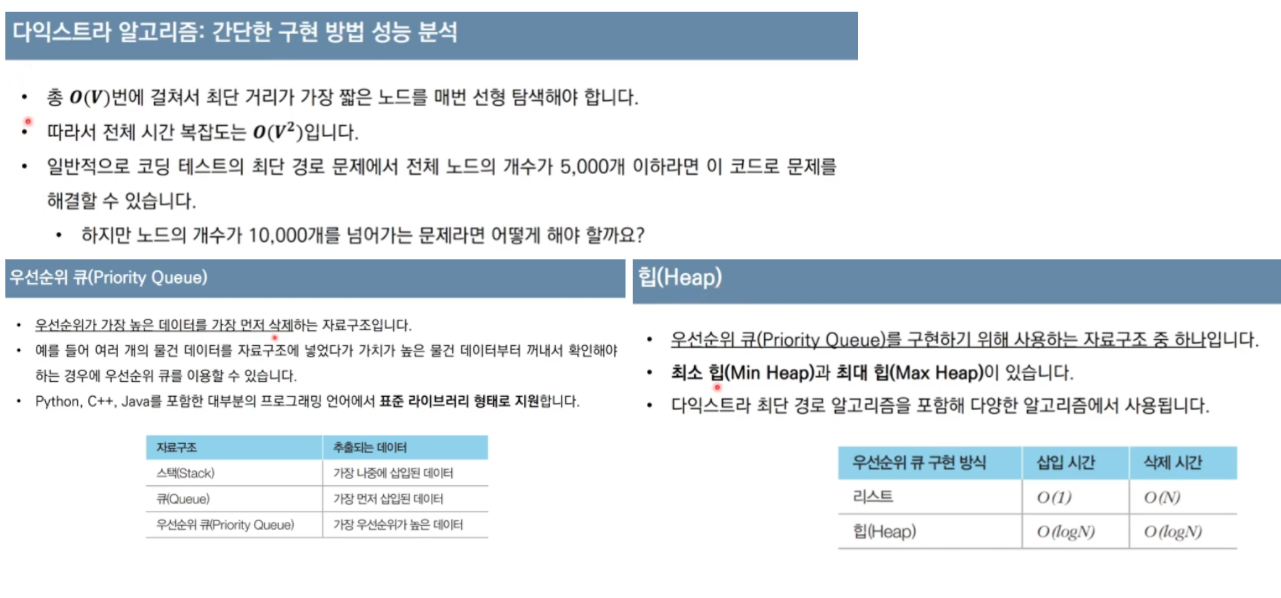 다익스트라 알고리즘: 간단한 구현 방법 성능 분석
• 총 O(V)번에 걸쳐서 최단 거리가 가장 짧은 노드를 매번 선형 탐색해야 합니다.
• 따라서 전체 시간 복잡도는 O(V²)입니다.
• 일반적으로 코딩 테스트의 최단 경로 문제에서 전체 노드의 개수가 5,000개 이하라면 이 코드로 문제를
해결할 수 있습니다.
• 하지만 노드의 개수가 10,000개를 넘어가는 문제라면 어떻게 해야 할까요?
우선순위 큐(Priority Queue)
• 우선순위가 가장 높은 데이터를 가장 먼저 삭제하는 자료구조입니다.
• 예를 들어 여러 개의 물건 데이터를 자료구조에 넣었다가 가치가 높은 물건 데이터부터 꺼내서 확인해야
하는 경우에 우선순위 큐를 이용할 수 있습니다.
• Python, C++, Java를 포함한 대부분의 프로그래밍 언어에서 표준 라이브러리 형태로 지원합니다.
자료구조 추출되는 데이터
스택(Stack) 가장 나중에 삽입된 데이터
큐(Queue) 가장 먼저 삽입된 데이터
우선순위 큐(Priority Queue) 가장 우선순위가 높은 데이터
힙(Heap)
• 우선순위 큐(Priority Queue)를 구현하기 위해 사용하는 자료구조 중 하나입니다.
• 최소 힙(Min Heap)과 최대 힙(Max Heap)이 있습니다.
• 다익스트라 최단 경로 알고리즘을 포함해 다양한 알고리즘에서 사용됩니다.
우선순위 큐 구현 방식 삽입 시간 삭제 시간
리스트 O(1) O(N)
힙(Heap) O(logN) O(logN)